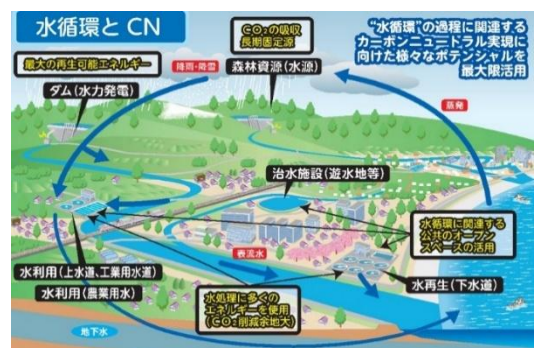 水循環とCN
"水循環"の過程に関連する
カーボンニュートラル実現に
向けた様々なポテンシャルを
最大限活用
CO₂の吸収
長期固定源
森林資源(水源)
最大の再生可能エネルギー
ダム(水力発電)
降雨・降雪
蒸発
治水施設(遊水地等)
水循環に関連する
公共のオープン
スペースの活用
表流水
水利用(上水道、工業用水道)
水利用(農業用水)
水処理に多くの
エネルギーを使用
(CO₂削減余地大)
水再生(下水道)
地下水